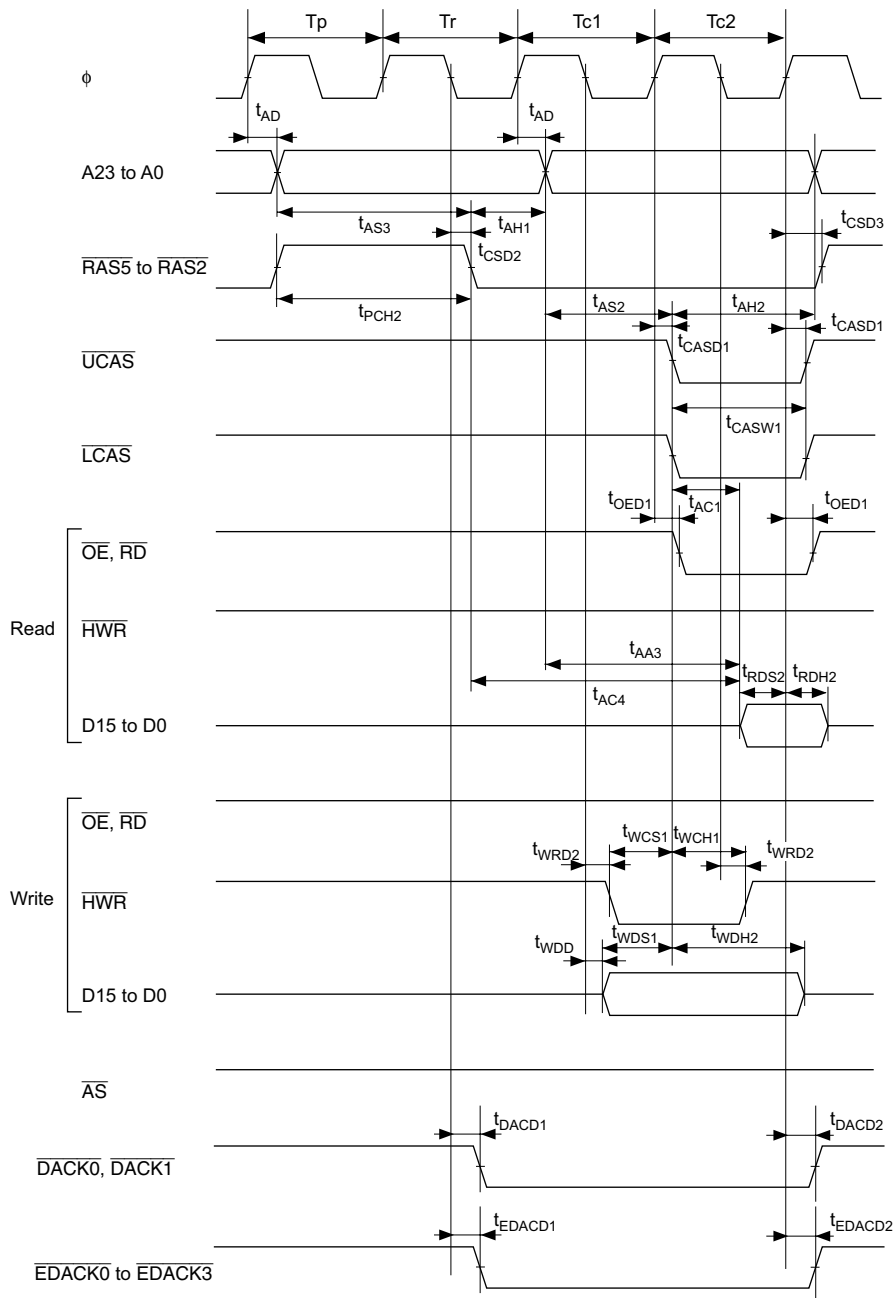 Tp Tr Tc1 Tc2
ϕ
tAD tAD
A23 to A0
tAS3 tAH1 tCSD3
tCSD2
RAS5 to RAS2
tPCH2 tAS2 tAH2
tCASD1 tCASD1
UCAS
tCASW1
LCAS
tOED1 tAC1 tOED1
OE, RD
Read HWR
tAA3
tRDS2 tRDH2
tAC4
D15 to D0
OE, RD
tWCS1 tWCH1
tWRD2 tWRD2
Write HWR
tWDD tWDS1 tWDH2
D15 to D0
AS
tDACD1 tDACD2
DACK0, DACK1
tEDACD1 tEDACD2
EDACK0 to EDACK3